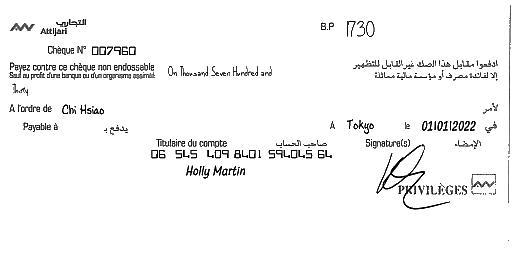 التجاري
Attijari
B.P 1730
Chèque N° 007960
Payez contre ce chèque non endossable
Sauf au profit d'une banque ou d'un organisme assimilé
On Thousand Seven Hundred and
Thirty
ادفعوا مقابل هذا الصك غير القابل للتظهير
إلا لفائدة مصرف أو مؤسسة مالية مماثلة
A l'ordre de Chi Hsiao
لأمر
Payable à
يدفع بـ
A Tokyo le 01/01/2022 في
Titulaire du compte صاحب الحساب
Signature(s) الإمضاء
06 545 409 8401 594045 64
Holly Martin
PRIVILÈGES